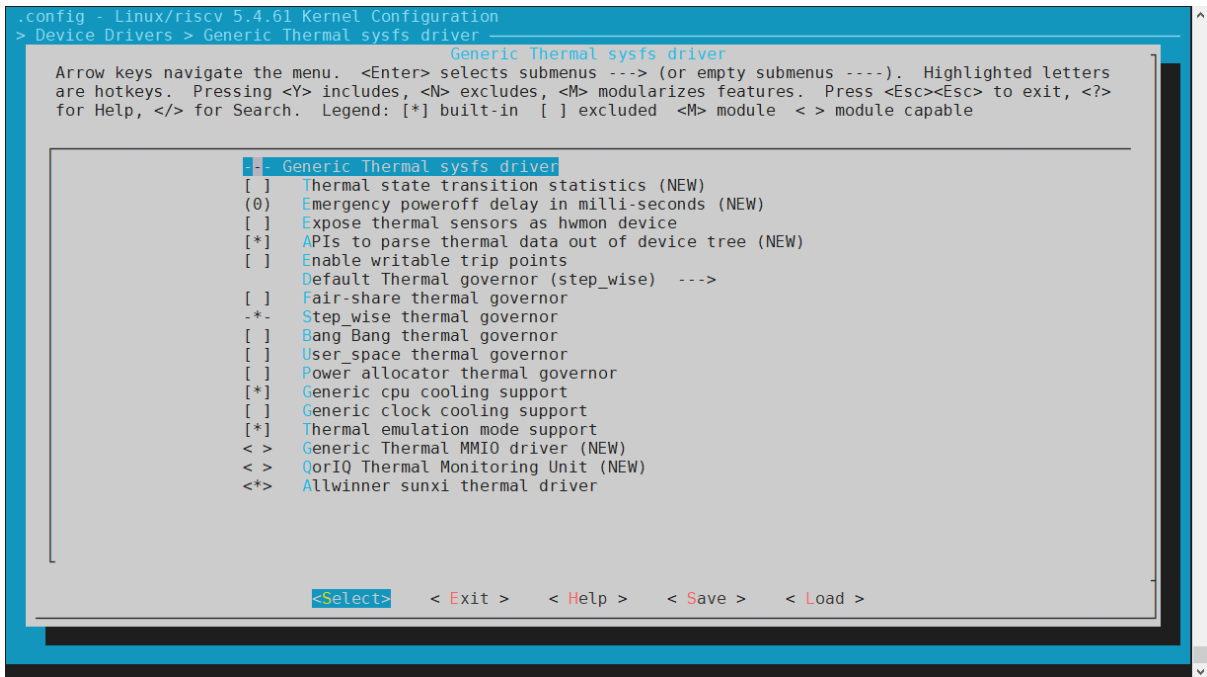 .config - Linux/riscv 5.4.61 Kernel Configuration
> Device Drivers > Generic Thermal sysfs driver
Generic Thermal sysfs driver
Arrow keys navigate the menu.  <Enter> selects submenus ---> (or empty submenus ----).  Highlighted letters
are hotkeys.  Pressing <Y> includes, <N> excludes, <M> modularizes features.  Press <Esc><Esc> to exit, <?>
for Help, </> for Search.  Legend: [*] built-in  [ ] excluded  <M> module  < > module capable
--- Generic Thermal sysfs driver
[ ]   Thermal state transition statistics (NEW)
(0)   Emergency poweroff delay in milli-seconds (NEW)
[ ]   Expose thermal sensors as hwmon device
[*]   APIs to parse thermal data out of device tree (NEW)
[ ]   Enable writable trip points
Default Thermal governor (step_wise)  --->
[ ]   Fair-share thermal governor
-*-   Step_wise thermal governor
[ ]   Bang Bang thermal governor
[ ]   User_space thermal governor
[ ]   Power allocator thermal governor
[*]   Generic cpu cooling support
[ ]   Generic clock cooling support
[*]   Thermal emulation mode support
< >   Generic Thermal MMIO driver (NEW)
< >   QorIQ Thermal Monitoring Unit (NEW)
<*>   Allwinner sunxi thermal driver
<Select>    < Exit >    < Help >    < Save >    < Load >